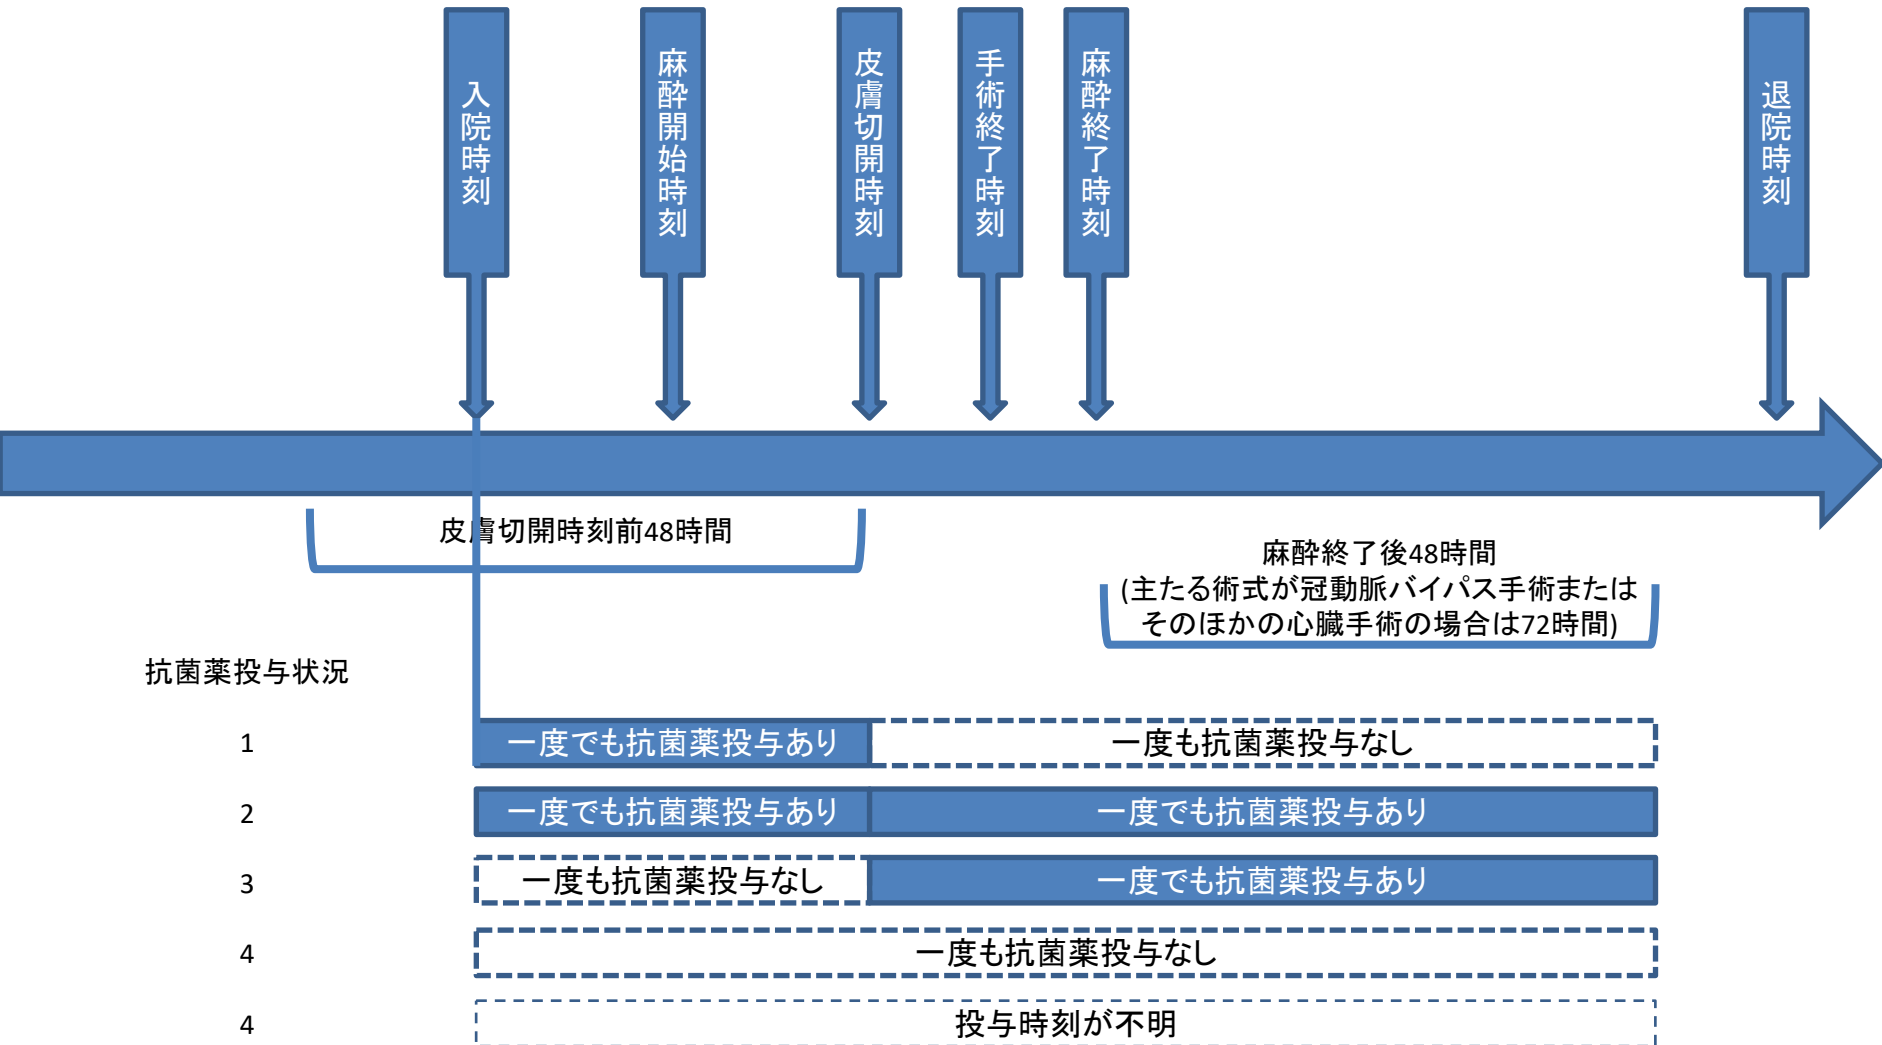 入院時刻
麻酔開始時刻
皮膚切開時刻
手術終了時刻
麻酔終了時刻
退院時刻
皮膚切開時刻前48時間
麻酔終了後48時間
(主たる術式が冠動脈バイパス手術または
そのほかの心臓手術の場合は72時間)
抗菌薬投与状況
1
一度でも抗菌薬投与あり
一度も抗菌薬投与なし
2
一度でも抗菌薬投与あり
一度でも抗菌薬投与あり
3
一度も抗菌薬投与なし
一度でも抗菌薬投与あり
4
一度も抗菌薬投与なし
4
投与時刻が不明